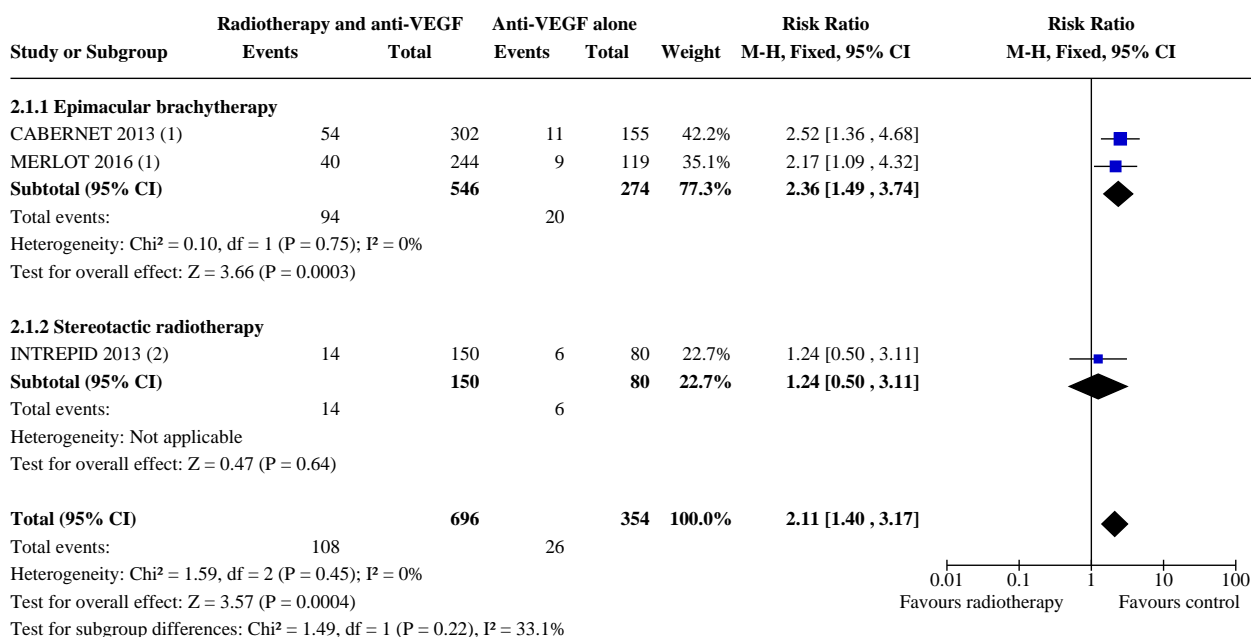 Radiotherapy and anti-VEGF Anti-VEGF alone Risk Ratio Risk Ratio
Study or Subgroup Events Total Events Total Weight M-H, Fixed, 95% CI M-H, Fixed, 95% CI
2.1.1 Epimacular brachytherapy
CABERNET 2013 (1) 54 302 11 155 42.2% 2.52 [1.36 , 4.68]
MERLOT 2016 (1) 40 244 9 119 35.1% 2.17 [1.09 , 4.32]
Subtotal (95% CI) 546 274 77.3% 2.36 [1.49 , 3.74]
Total events: 94 20
Heterogeneity: Chi² = 0.10, df = 1 (P = 0.75); I² = 0%
Test for overall effect: Z = 3.66 (P = 0.0003)
2.1.2 Stereotactic radiotherapy
INTREPID 2013 (2) 14 150 6 80 22.7% 1.24 [0.50 , 3.11]
Subtotal (95% CI) 150 80 22.7% 1.24 [0.50 , 3.11]
Total events: 14 6
Heterogeneity: Not applicable
Test for overall effect: Z = 0.47 (P = 0.64)
Total (95% CI) 696 354 100.0% 2.11 [1.40 , 3.17]
Total events: 108 26
Heterogeneity: Chi² = 1.59, df = 2 (P = 0.45); I² = 0%
Test for overall effect: Z = 3.57 (P = 0.0004)
Test for subgroup differences: Chi² = 1.49, df = 1 (P = 0.22), I² = 33.1%
0.01 0.1 1 10 100
Favours radiotherapy Favours control